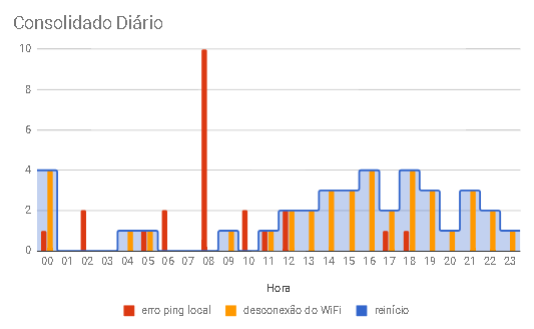 Consolidado Diário
10
8
6
4
2
0
00 01 02 03 04 05 06 07 08 09 10 11 12 13 14 15 16 17 18 19 20 21 22 23
Hora
erro ping local desconexão do WiFi reinício